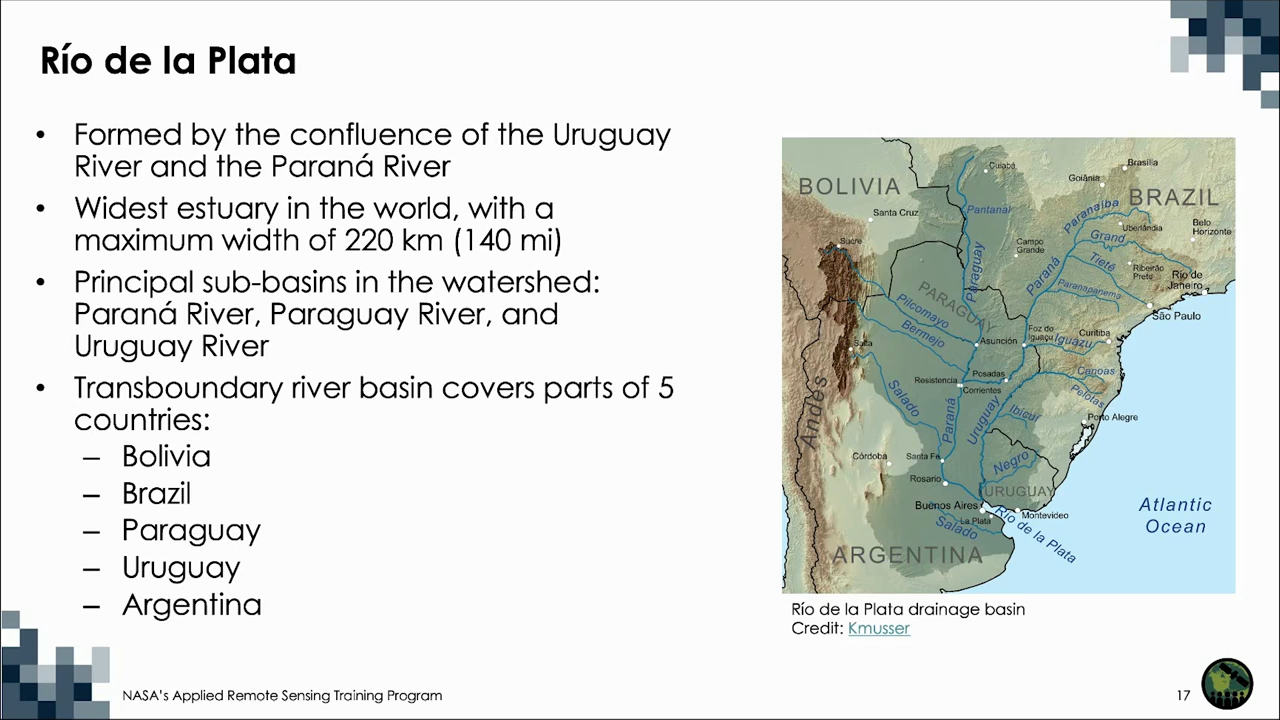 Río de la Plata
• Formed by the confluence of the Uruguay
River and the Paraná River
• Widest estuary in the world, with a
maximum width of 220 km (140 mi)
• Principal sub-basins in the watershed:
Paraná River, Paraguay River, and
Uruguay River
• Transboundary river basin covers parts of 5
countries:
– Bolivia
– Brazil
– Paraguay
– Uruguay
– Argentina
BOLIVIA
Cuiabá
Brasília
Goiânia
BRAZIL
Santa Cruz
Pantanal
Paranaíba
Uberlândia
Belo
Horizonte
Sucre
Campo
Grande
Grand
Paraguay
Paraná
Tietê
Ribeirão
Preto
Rio de
Janeiro
PARAGUAY
Pilcomayo
Paranapanema
São Paulo
Bermejo
Foz do
Iguaçu
Iguazu
Curitiba
Salta
Asunción
Posadas
Canoas
Resistencia
Corrientes
Pelotas
Andes
Salado
Paraná
Uruguay
Ibicuí
Porto Alegre
Córdoba
Santa Fe
Negro
Rosario
URUGUAY
Buenos Aires
La Plata
Montevideo
Río de la Plata
Salado
ARGENTINA
Atlantic
Ocean
Río de la Plata drainage basin
Credit: Kmusser
NASA's Applied Remote Sensing Training Program
17